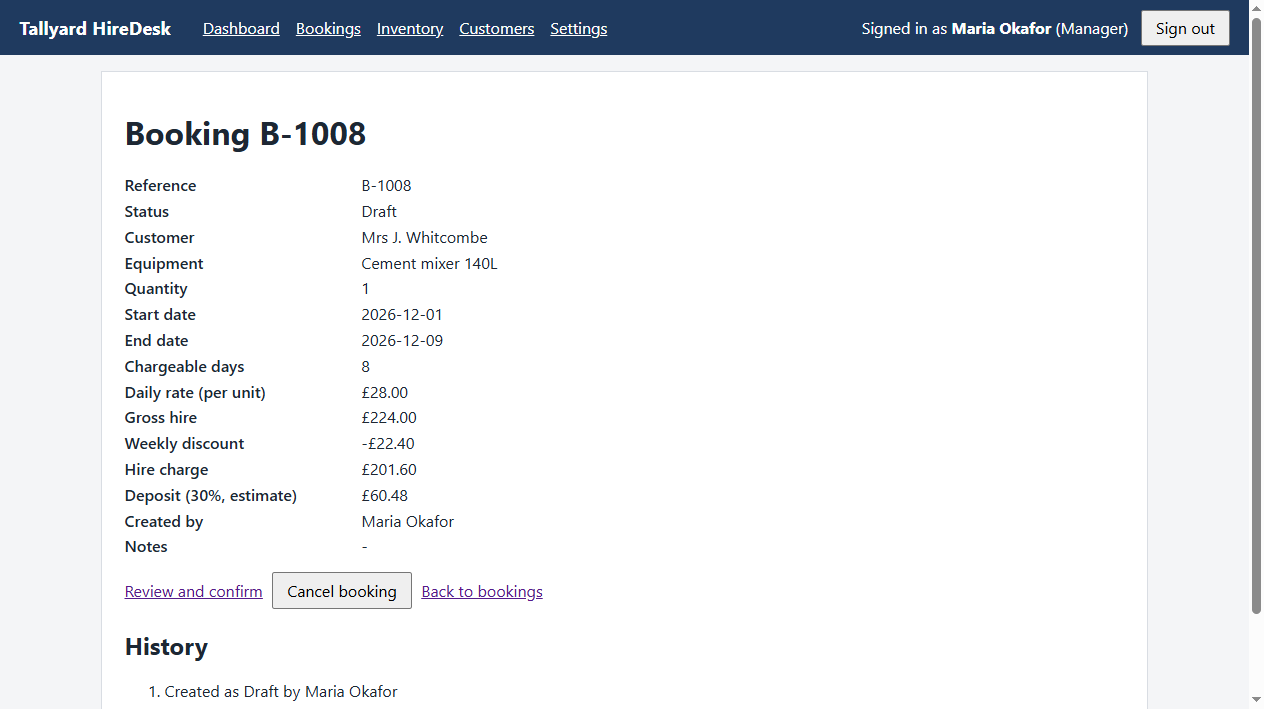 Tallyard HireDesk Dashboard Bookings Inventory Customers Settings Signed in as Maria Okafor (Manager) Sign out
Booking B-1008
Reference B-1008
Status Draft
Customer Mrs J. Whitcombe
Equipment Cement mixer 140L
Quantity 1
Start date 2026-12-01
End date 2026-12-09
Chargeable days 8
Daily rate (per unit) £28.00
Gross hire £224.00
Weekly discount -£22.40
Hire charge £201.60
Deposit (30%, estimate) £60.48
Created by Maria Okafor
Notes -
Review and confirm Cancel booking Back to bookings
History
1. Created as Draft by Maria Okafor